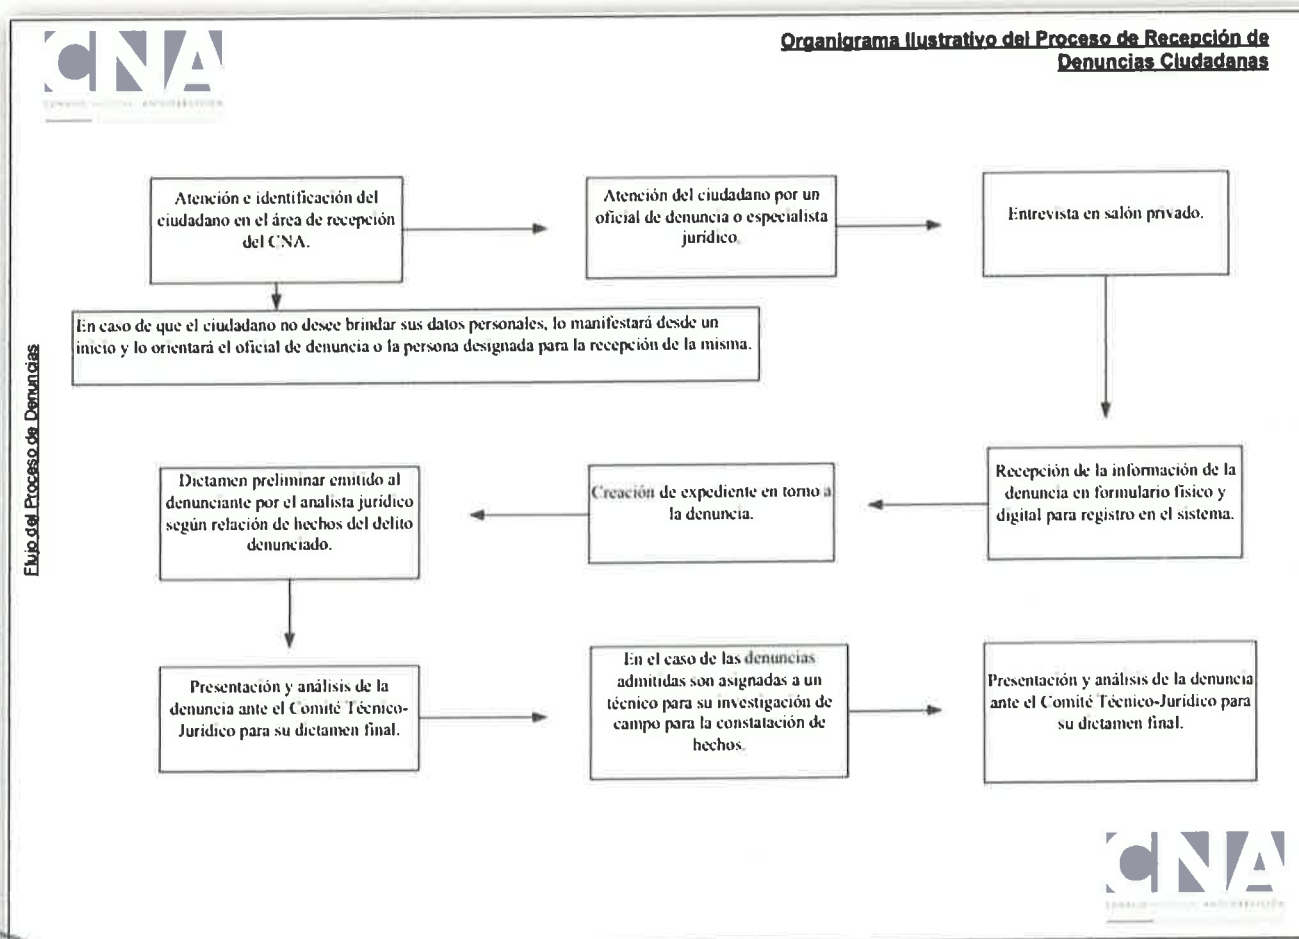 CNA
Organigrama Ilustrativo del Proceso de Recepción de
Denuncias Ciudadanas
Atención e identificación del
ciudadano en el área de recepción
del CNA.
Atención del ciudadano por un
oficial de denuncia o especialista
jurídico.
Entrevista en salón privado.
En caso de que el ciudadano no desee brindar sus datos personales, lo manifestará desde un
inicio y lo orientará el oficial de denuncia o la persona designada para la recepción de la misma.
Flujo del Proceso de Denuncias
Recepción de la información de la
denuncia en formulario físico y
digital para registro en el sistema.
Creación de expediente en torno a
la denuncia.
Dictamen preliminar emitido al
denunciante por el analista jurídico
según relación de hechos del delito
denunciado.
Presentación y análisis de la
denuncia ante el Comité Técnico-
Jurídico para su dictamen final.
En el caso de las denuncias
admitidas son asignadas a un
técnico para su investigación de
campo para la constatación de
hechos.
Presentación y análisis de la denuncia
ante el Comité Técnico-Jurídico para
su dictamen final.
CNA